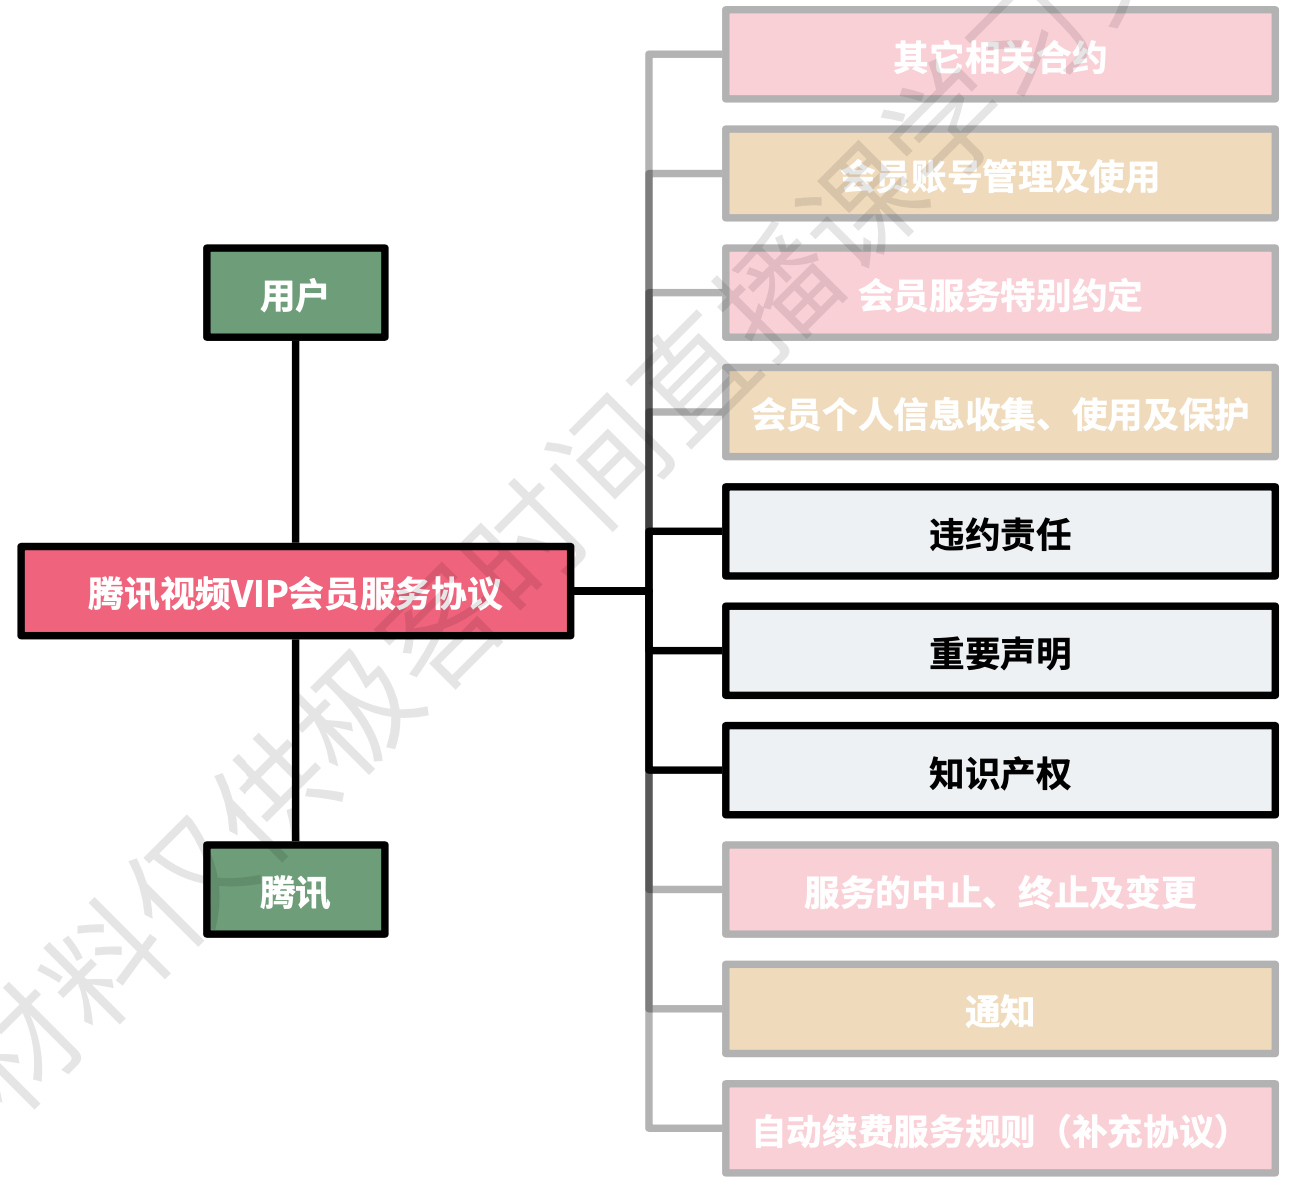 其它相关合约
会员账号管理及使用
会员服务特别约定
会员个人信息收集、使用及保护
违约责任
重要声明
知识产权
服务的中止、终止及变更
通知
自动续费服务规则（补充协议）
用户
腾讯视频VIP会员服务协议
腾讯
材料仅供极客时间直播课学习